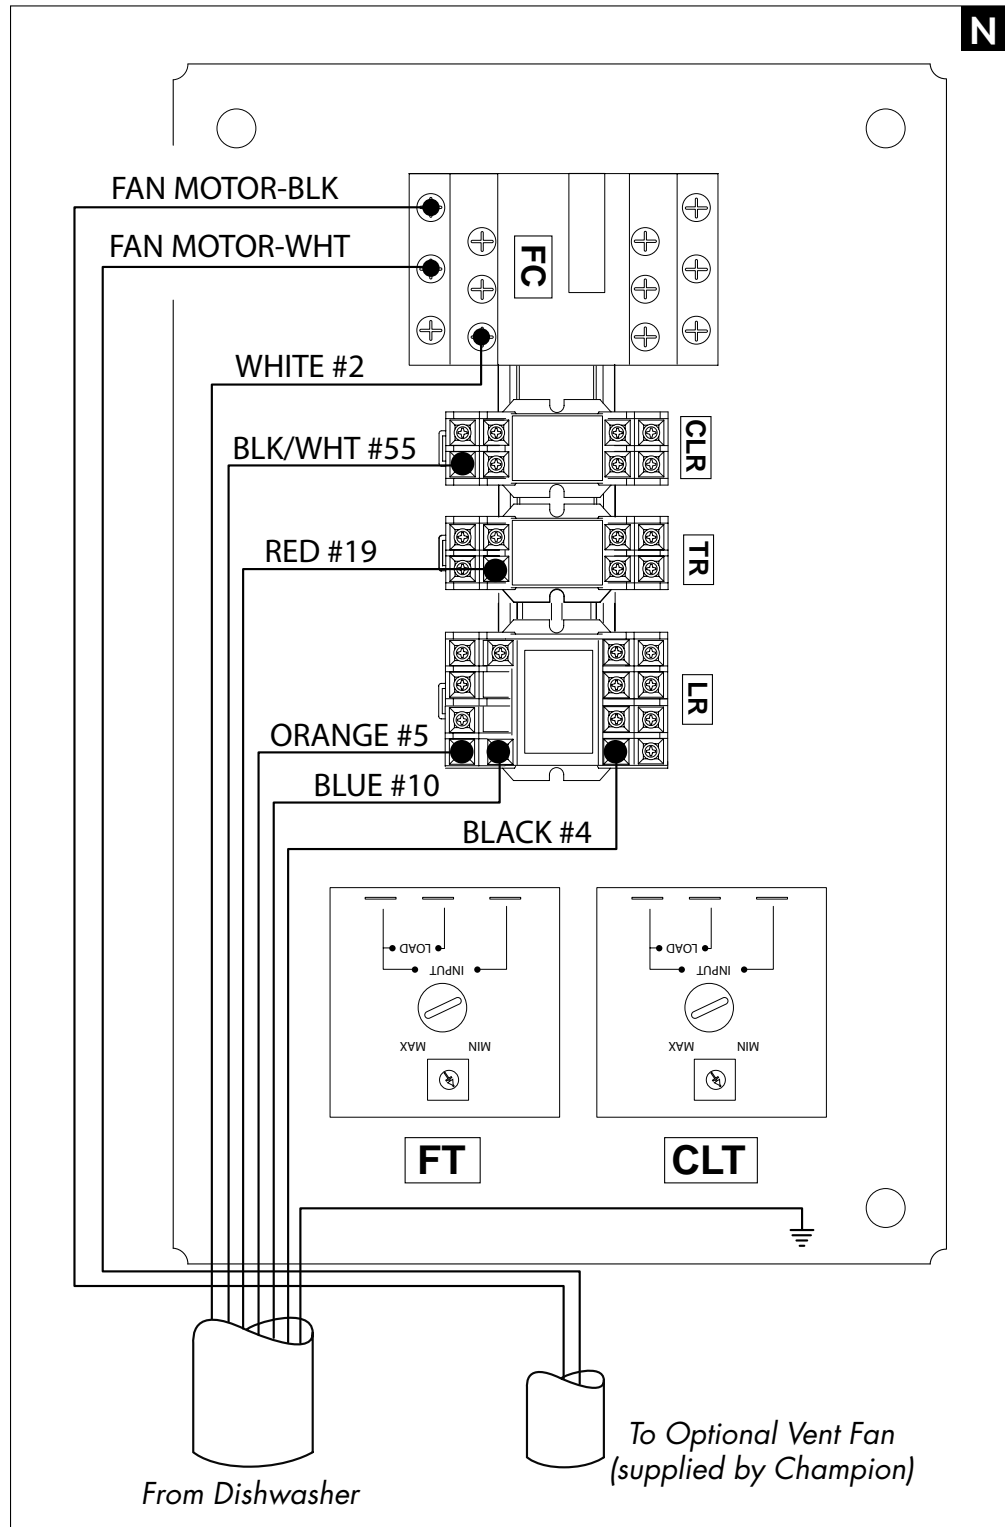 N
FAN MOTOR-BLK
FAN MOTOR-WHT
FC
WHITE #2
BLK/WHT #55
CLR
RED #19
TR
LR
ORANGE #5
BLUE #10
BLACK #4
LOAD
INPUT
MAX MIN
LOAD
INPUT
MAX MIN
FT
CLT
From Dishwasher
To Optional Vent Fan
(supplied by Champion)